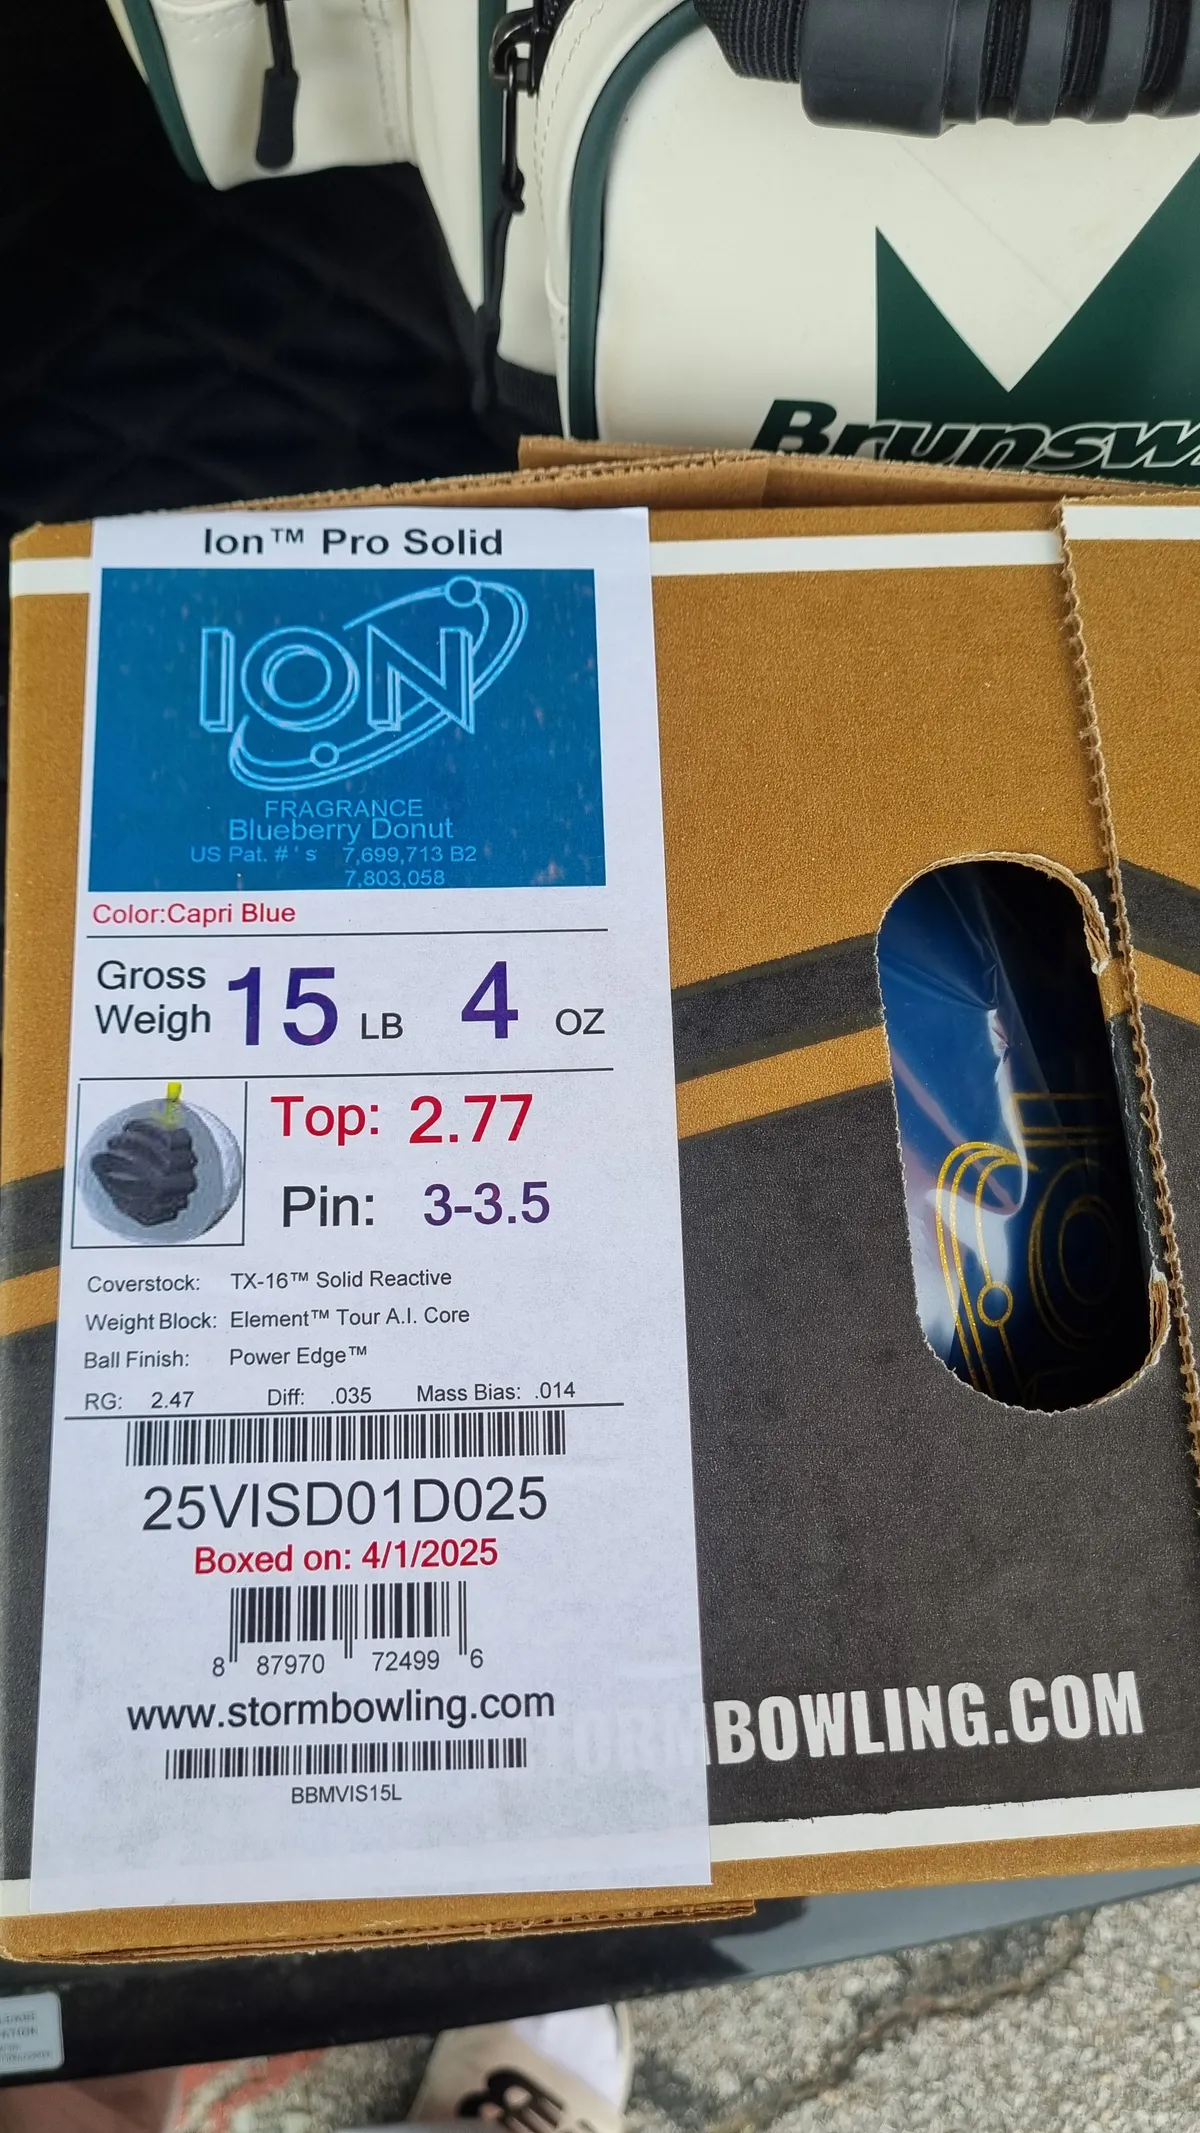 Brunsw
Ion™ Pro Solid
ION
FRAGRANCE
Blueberry Donut
US Pat. # ' s 7,699,713 B2
7,803,058
Color:Capri Blue
Gross
Weigh 15 LB 4 OZ
Top: 2.77
Pin: 3-3.5
Coverstock: TX-16™ Solid Reactive
Weight Block: Element™ Tour A.I. Core
Ball Finish: Power Edge™
RG: 2.47 Diff: .035 Mass Bias: .014
25VISD01D025
Boxed on: 4/1/2025
8 87970 72499 6
www.stormbowling.com
BBMVIS15L
ORMBOWLING.COM